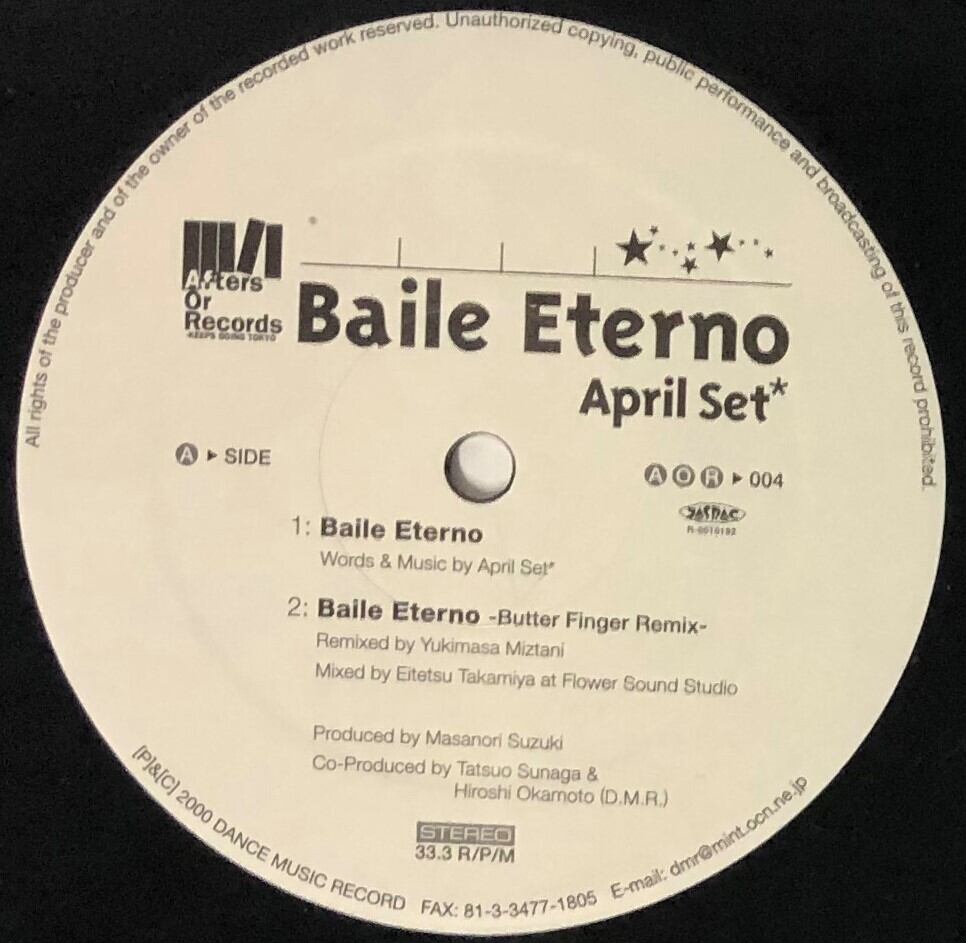 All rights of the producer and of the owner of the recorded work reserved. Unauthorized copying, public performance and broadcasting of this record prohibited.
Afters
Or
Records
KEEPS GOING TOKYO
Baile Eterno
April Set*
A ▶ SIDE
A O R ▶ 004
JASRAC
R-0010192
1: Baile Eterno
Words & Music by April Set*
2: Baile Eterno -Butter Finger Remix-
Remixed by Yukimasa Miztani
Mixed by Eitetsu Takamiya at Flower Sound Studio
Produced by Masanori Suzuki
Co-Produced by Tatsuo Sunaga &
Hiroshi Okamoto (D.M.R.)
STEREO
33.3 R/P/M
[P]&[C] 2000 DANCE MUSIC RECORD FAX: 81-3-3477-1805 E-mail: dmr@mint.ocn.ne.jp